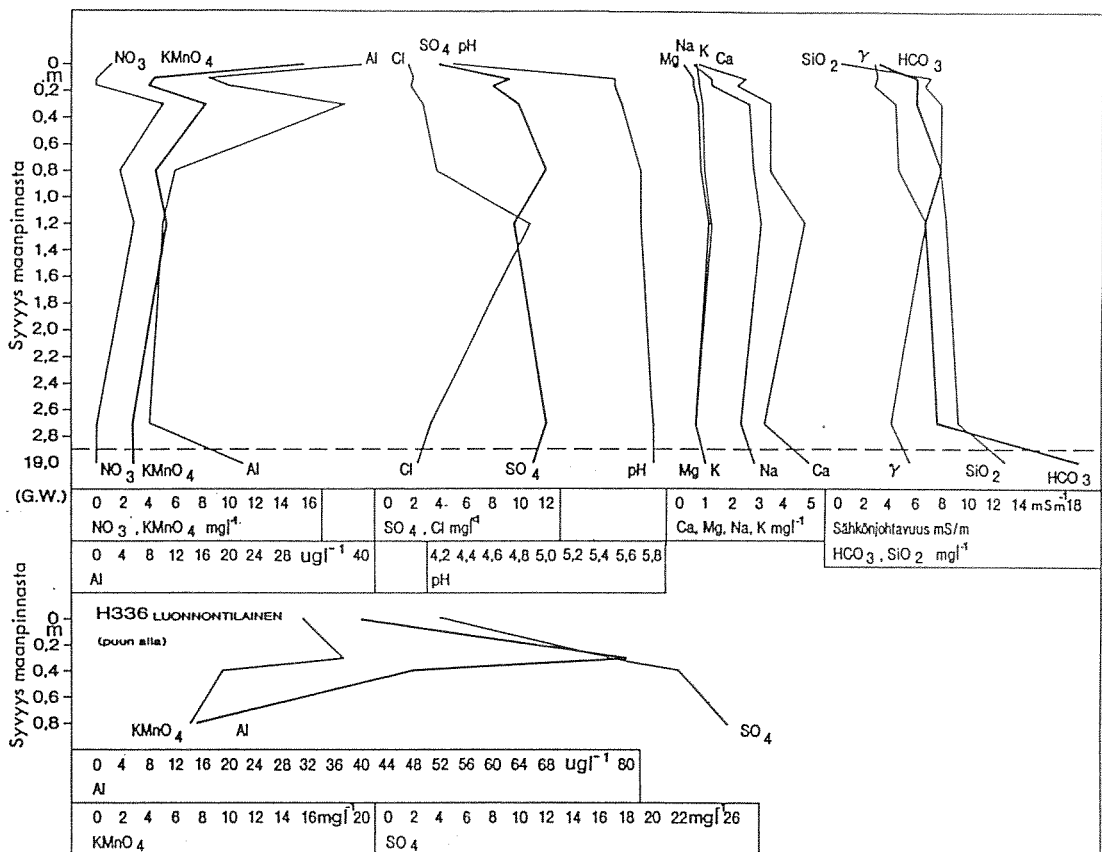 SO4 pH
NO3 KMnO4 Al Cl Mg Na K Ca SiO2 γ HCO3
0
m
0,2
0,4
0,6
0,8
1,0
1,2
1,4
1,6
1,8
2,0
2,2
2,4
2,6
2,8
19,0
(G.W.)
Syvyys maanpinnasta
NO3 KMnO4 Al Cl SO4 pH Mg K Na Ca γ SiO2 HCO3
0 2 4 6 8 10 12 14 16
NO3, KMnO4 mgl-1
0 2 4 6 8 10 12
SO4, Cl mgl-1
0 1 2 3 4 5
Ca, Mg, Na, K mgl-1
0 2 4 6 8 10 12 14 mSm-1 18
Sähkönjohtavuus mS/m
HCO3, SiO2 mgl-1
0 4 8 12 16 20 24 28 ugl-1 40
Al
4,2 4,4 4,6 4,8 5,0 5,2 5,4 5,6 5,8
pH
Syvyys maanpinnasta
0
m
0,2
0,4
0,6
0,8
H336 LUONNONTILAINEN
(puun alla)
KMnO4 Al SO4
0 4 8 12 16 20 24 28 32 36 40 44 48 52 56 60 64 68 ugl-1 80
Al
0 2 4 6 8 10 12 14 16mgl-1 20
KMnO4
0 2 4 6 8 10 12 14 16 18 20 22mgl-1 26
SO4